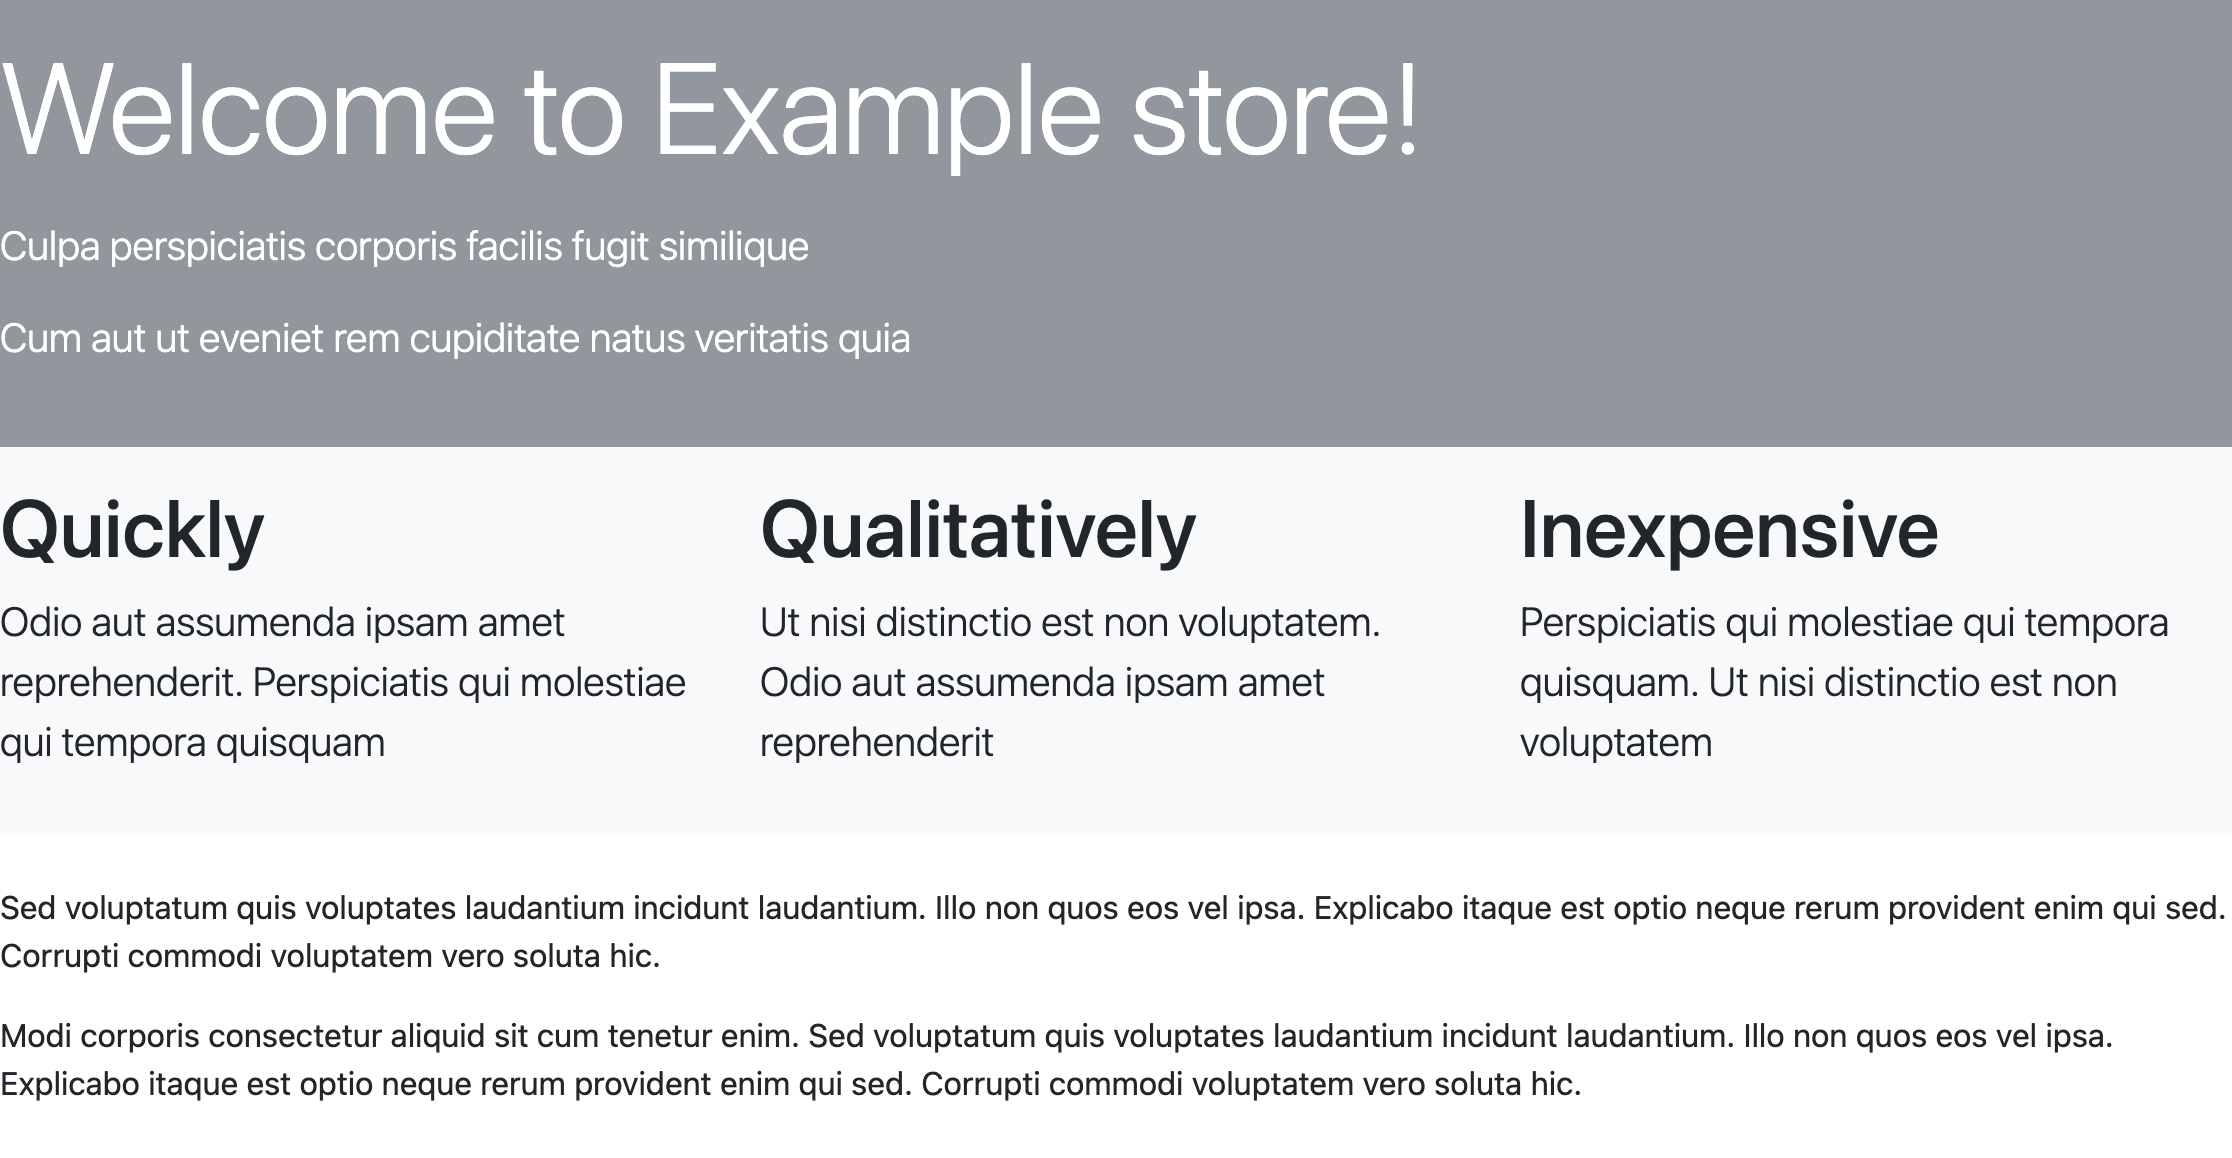 Welcome to Example store!
Culpa perspiciatis corporis facilis fugit similique
Cum aut ut eveniet rem cupiditate natus veritatis quia
Quickly
Odio aut assumenda ipsam amet
reprehenderit. Perspiciatis qui molestiae
qui tempora quisquam
Qualitatively
Ut nisi distinctio est non voluptatem.
Odio aut assumenda ipsam amet
reprehenderit
Inexpensive
Perspiciatis qui molestiae qui tempora
quisquam. Ut nisi distinctio est non
voluptatem
Sed voluptatum quis voluptates laudantium incidunt laudantium. Illo non quos eos vel ipsa. Explicabo itaque est optio neque rerum provident enim qui sed.
Corrupti commodi voluptatem vero soluta hic.
Modi corporis consectetur aliquid sit cum tenetur enim. Sed voluptatum quis voluptates laudantium incidunt laudantium. Illo non quos eos vel ipsa.
Explicabo itaque est optio neque rerum provident enim qui sed. Corrupti commodi voluptatem vero soluta hic.